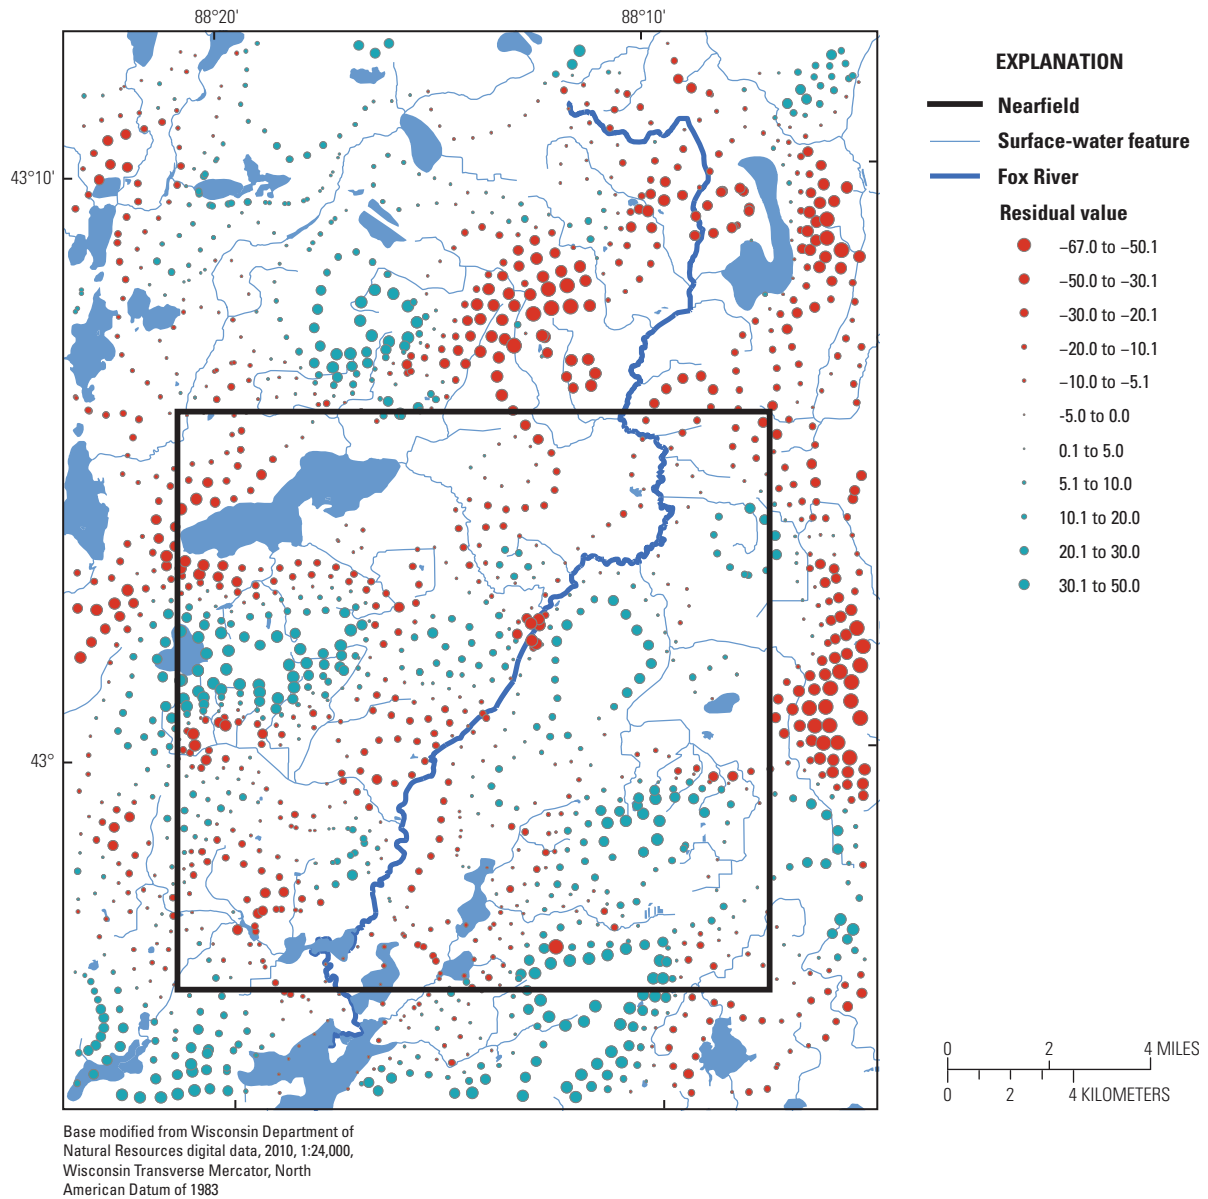 88°20'
88°10'
43°10'
43°
EXPLANATION
Nearfield
Surface-water feature
Fox River
Residual value
−67.0 to −50.1
−50.0 to −30.1
−30.0 to −20.1
−20.0 to −10.1
−10.0 to −5.1
-5.0 to 0.0
0.1 to 5.0
5.1 to 10.0
10.1 to 20.0
20.1 to 30.0
30.1 to 50.0
0 2 4 MILES
0 2 4 KILOMETERS
Base modified from Wisconsin Department of
Natural Resources digital data, 2010, 1:24,000,
Wisconsin Transverse Mercator, North
American Datum of 1983